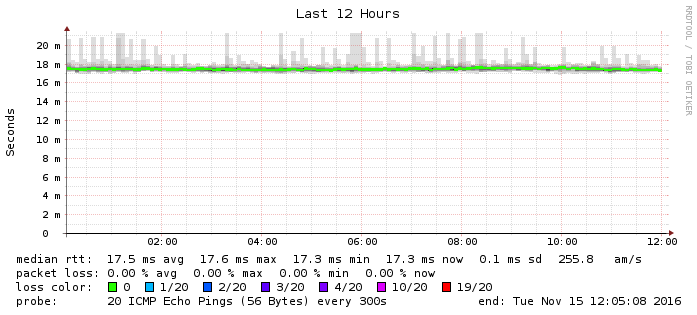 Last 12 Hours
RRDTOOL / TOBI OETIKER
Seconds
20 m
18 m
16 m
14 m
12 m
10 m
8 m
6 m
4 m
2 m
0
02:00 04:00 06:00 08:00 10:00 12:00
median rtt: 17.5 ms avg 17.6 ms max 17.3 ms min 17.3 ms now 0.1 ms sd 255.8 am/s
packet loss: 0.00 % avg 0.00 % max 0.00 % min 0.00 % now
loss color: 0 1/20 2/20 3/20 4/20 10/20 19/20
probe: 20 ICMP Echo Pings (56 Bytes) every 300s end: Tue Nov 15 12:05:08 2016